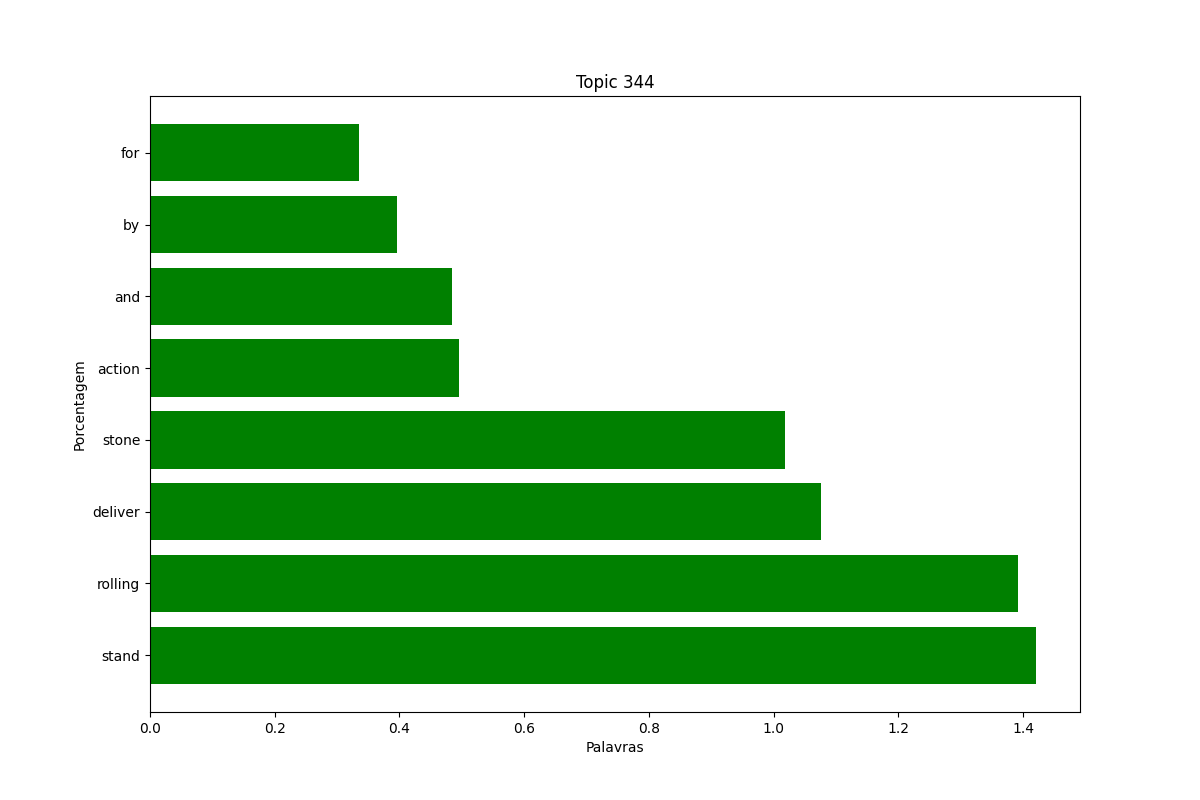 Topic 344
for
by
and
action
stone
deliver
rolling
stand
Porcentagem
0.0 0.2 0.4 0.6 0.8 1.0 1.2 1.4
Palavras